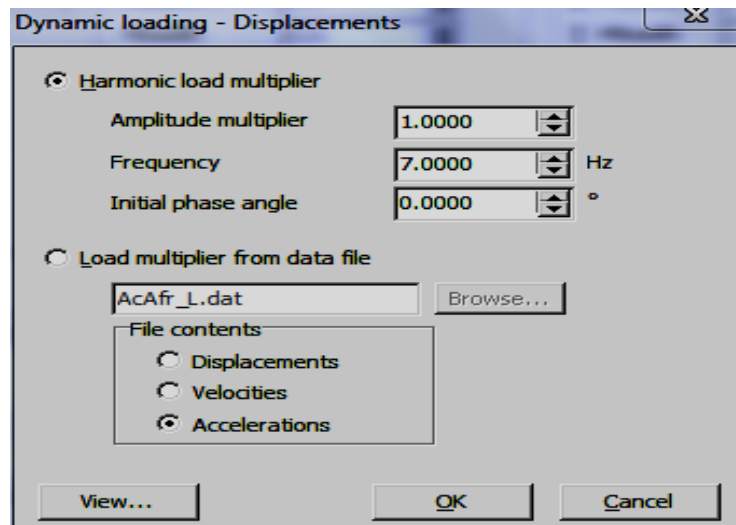 Dynamic loading - Displacements
Harmonic load multiplier
Amplitude multiplier 1.0000
Frequency 7.0000 Hz
Initial phase angle 0.0000 °
Load multiplier from data file
AcAfr_L.dat Browse...
File contents
Displacements
Velocities
Accelerations
View... OK Cancel